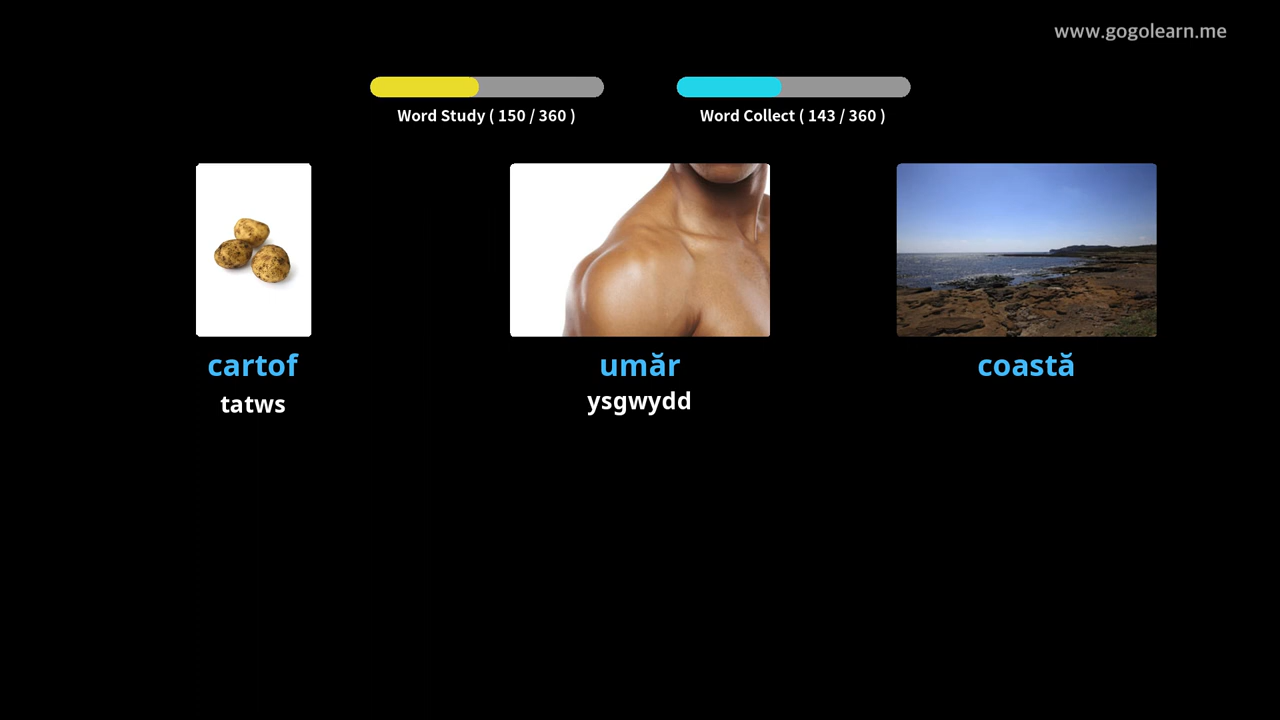 www.gogolearn.me
Word Study ( 150 / 360 )
Word Collect ( 143 / 360 )
cartof
umăr
coastă
tatws
ysgwydd